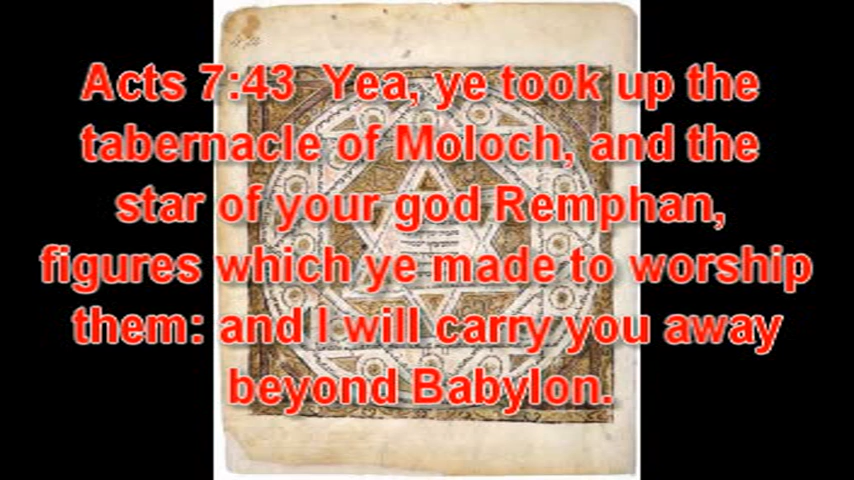 Acts 7:43 Yea, ye took up the
tabernacle of Moloch, and the
star of your god Remphan,
figures which ye made to worship
them: and I will carry you away
beyond Babylon.